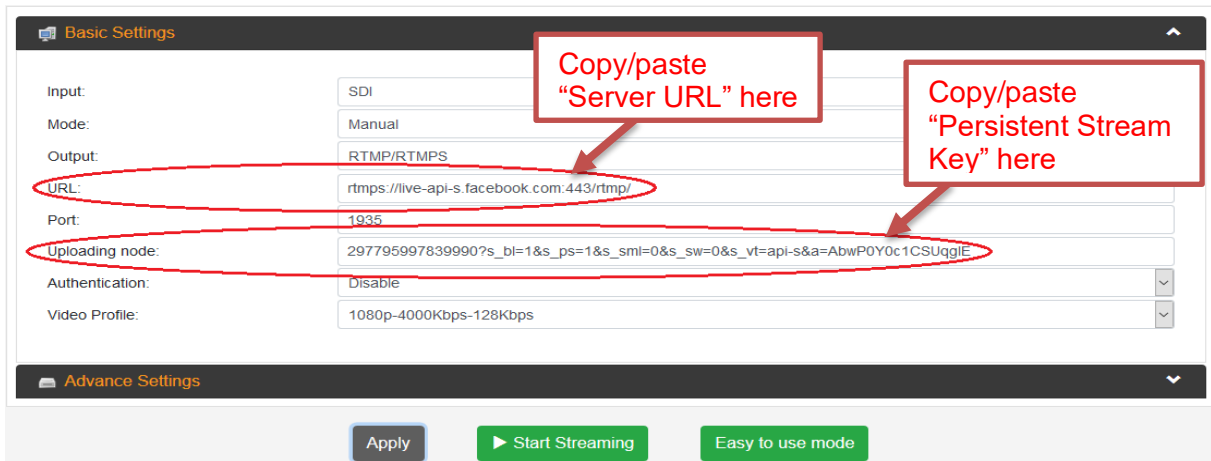 Basic Settings
Copy/paste
“Server URL” here
Copy/paste
“Persistent Stream
Key” here
Input:
SDI
Mode:
Manual
Output:
RTMP/RTMPS
URL:
rtmps://live-api-s.facebook.com:443/rtmp/
Port:
1935
Uploading node:
297795997839990?s_bl=1&s_ps=1&s_sml=0&s_sw=0&s_vt=api-s&a=AbwP0Y0c1CSUqglE
Authentication:
Disable
Video Profile:
1080p-4000Kbps-128Kbps
Advance Settings
Apply
Start Streaming
Easy to use mode